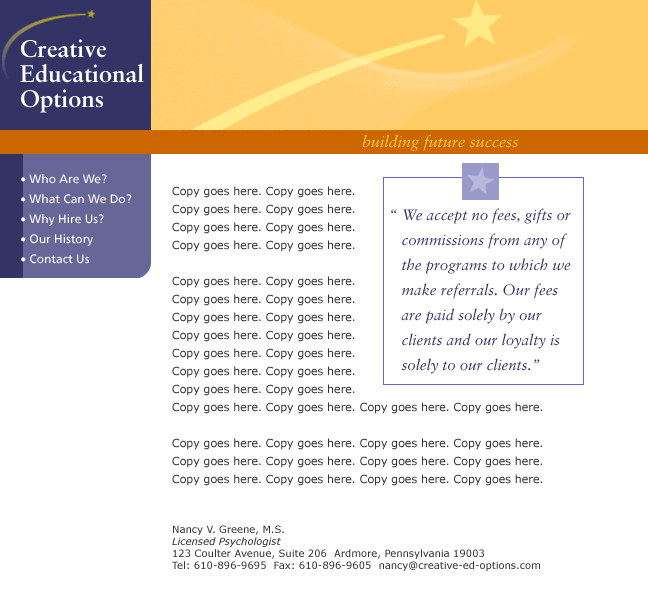 Creative
Educational
Options
building future success
• Who Are We?
• What Can We Do?
• Why Hire Us?
• Our History
• Contact Us
Copy goes here. Copy goes here.
Copy goes here. Copy goes here.
Copy goes here. Copy goes here.
Copy goes here. Copy goes here.
Copy goes here. Copy goes here.
Copy goes here. Copy goes here.
Copy goes here. Copy goes here.
Copy goes here. Copy goes here.
Copy goes here. Copy goes here.
Copy goes here. Copy goes here.
Copy goes here. Copy goes here.
Copy goes here. Copy goes here. Copy goes here. Copy goes here.
Copy goes here. Copy goes here. Copy goes here. Copy goes here.
Copy goes here. Copy goes here. Copy goes here. Copy goes here.
Copy goes here. Copy goes here. Copy goes here. Copy goes here.
“ We accept no fees, gifts or
commissions from any of
the programs to which we
make referrals. Our fees
are paid solely by our
clients and our loyalty is
solely to our clients.”
Nancy V. Greene, M.S.
Licensed Psychologist
123 Coulter Avenue, Suite 206  Ardmore, Pennsylvania 19003
Tel: 610-896-9695  Fax: 610-896-9605  nancy@creative-ed-options.com